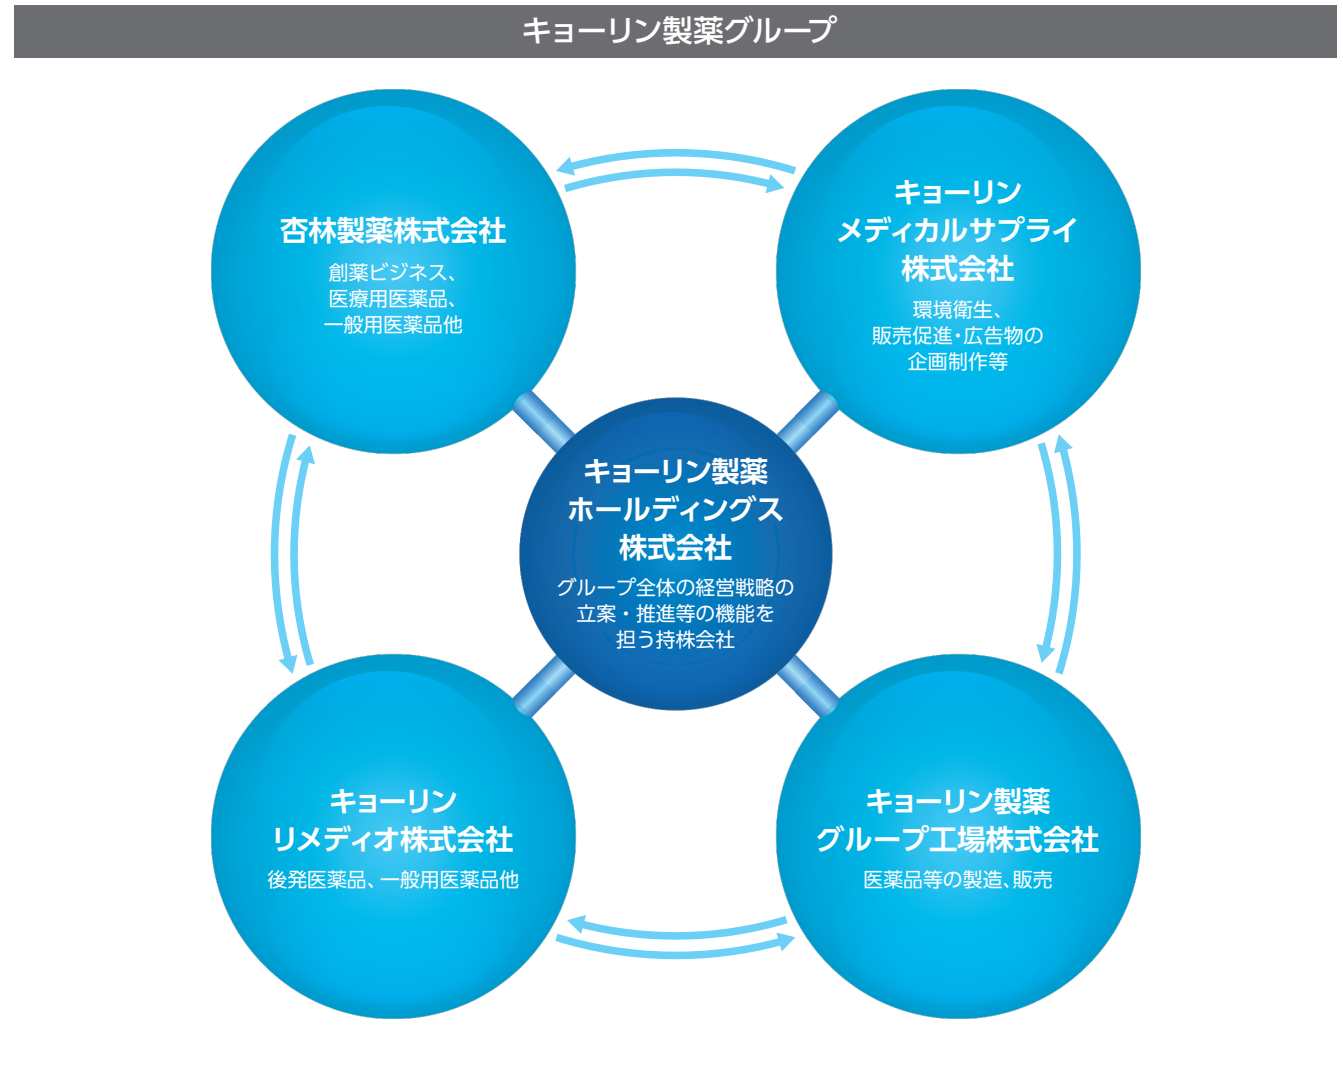 キョーリン製薬グループ
杏林製薬株式会社
創薬ビジネス、
医療用医薬品、
一般用医薬品他
キョーリン
メディカルサプライ
株式会社
環境衛生、
販売促進・広告物の
企画制作等
キョーリン製薬
ホールディングス
株式会社
グループ全体の経営戦略の
立案・推進等の機能を
担う持株会社
キョーリン
リメディオ株式会社
後発医薬品、一般用医薬品他
キョーリン製薬
グループ工場株式会社
医薬品等の製造、販売